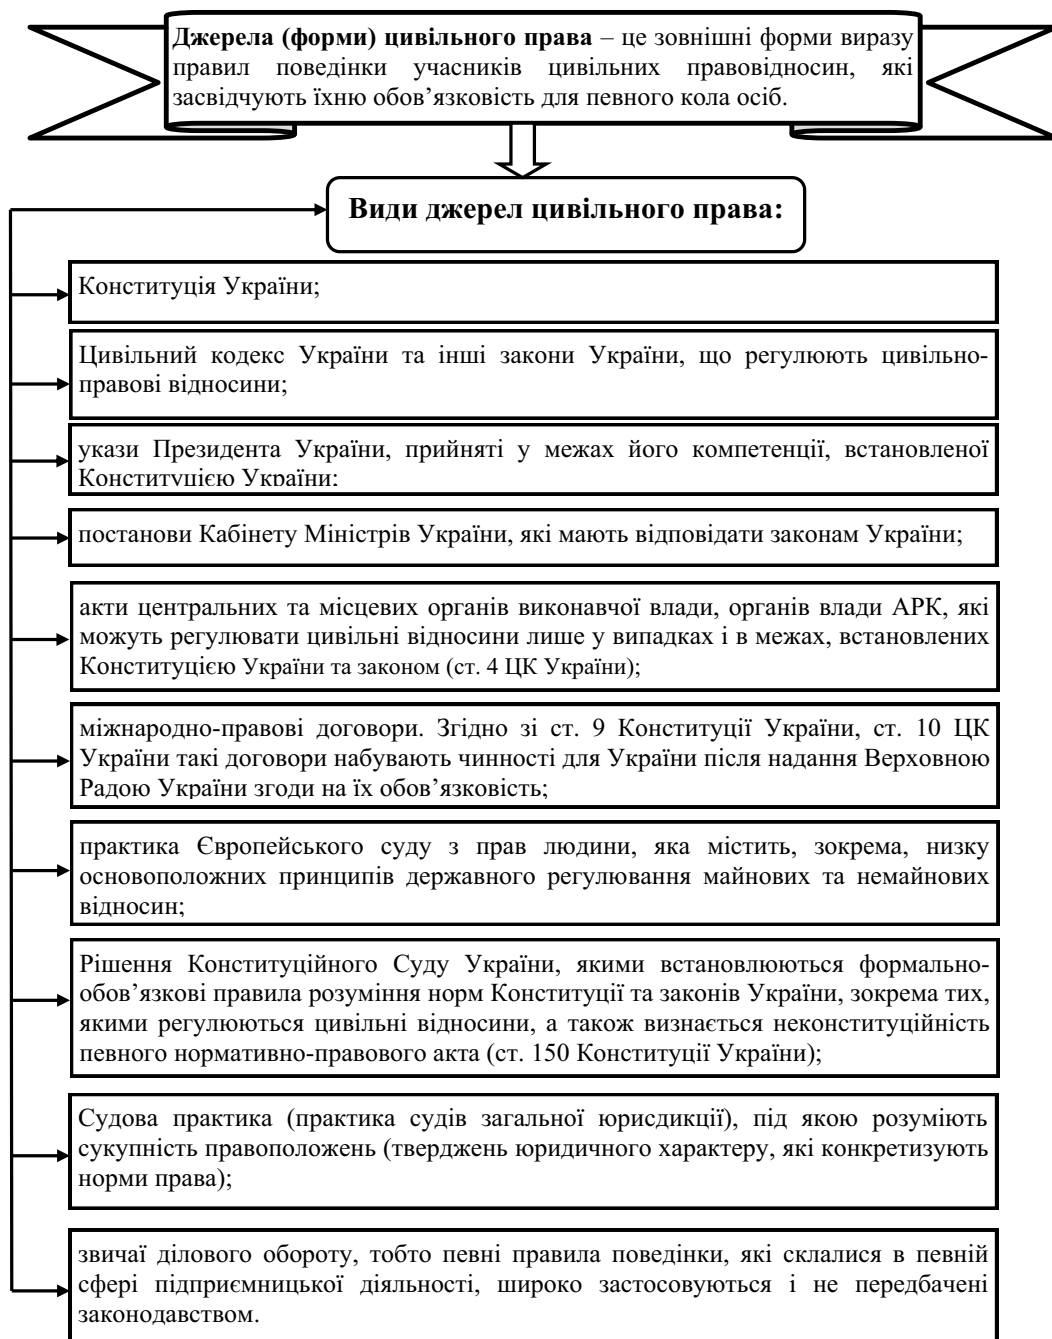 Джерела (форми) цивільного права – це зовнішні форми виразу
правил поведінки учасників цивільних правовідносин, які
засвідчують їхню обов’язковість для певного кола осіб.
Види джерел цивільного права:
Конституція України;
Цивільний кодекс України та інші закони України, що регулюють цивільно-
правові відносини;
укази Президента України, прийняті у межах його компетенції, встановленої
Конституцією України;
постанови Кабінету Міністрів України, які мають відповідати законам України;
акти центральних та місцевих органів виконавчої влади, органів влади АРК, які
можуть регулювати цивільні відносини лише у випадках і в межах, встановлених
Конституцією України та законом (ст. 4 ЦК України);
міжнародно-правові договори. Згідно зі ст. 9 Конституції України, ст. 10 ЦК
України такі договори набувають чинності для України після надання Верховною
Радою України згоди на їх обов’язковість;
практика Європейського суду з прав людини, яка містить, зокрема, низку
основоположних принципів державного регулювання майнових та немайнових
відносин;
Рішення Конституційного Суду України, якими встановлюються формально-
обов’язкові правила розуміння норм Конституції та законів України, зокрема тих,
якими регулюються цивільні відносини, а також визнається неконституційність
певного нормативно-правового акта (ст. 150 Конституції України);
Судова практика (практика судів загальної юрисдикції), під якою розуміють
сукупність правоположень (тверджень юридичного характеру, які конкретизують
норми права);
звичаї ділового обороту, тобто певні правила поведінки, які склалися в певній
сфері підприємницької діяльності, широко застосовуються і не передбачені
законодавством.